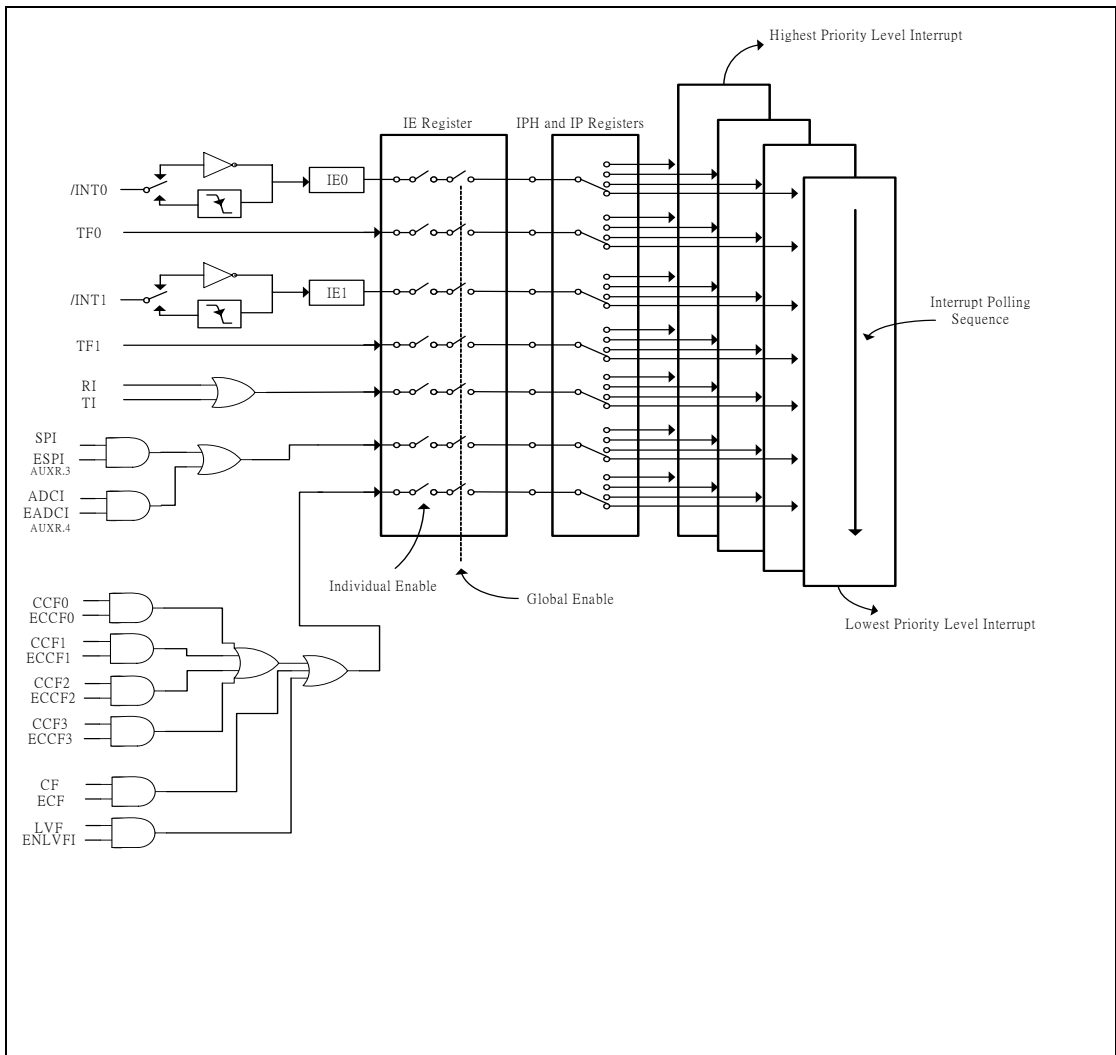 Highest Priority Level Interrupt
IE Register
IPH and IP Registers
/INT0
IE0
TF0
/INT1
IE1
Interrupt Polling
Sequence
TF1
RI
TI
SPI
ESPI
AUXR.3
ADCI
EADCI
AUXR.4
Individual Enable
Global Enable
Lowest Priority Level Interrupt
CCF0
ECCF0
CCF1
ECCF1
CCF2
ECCF2
CCF3
ECCF3
CF
ECF
LVF
ENLVFI